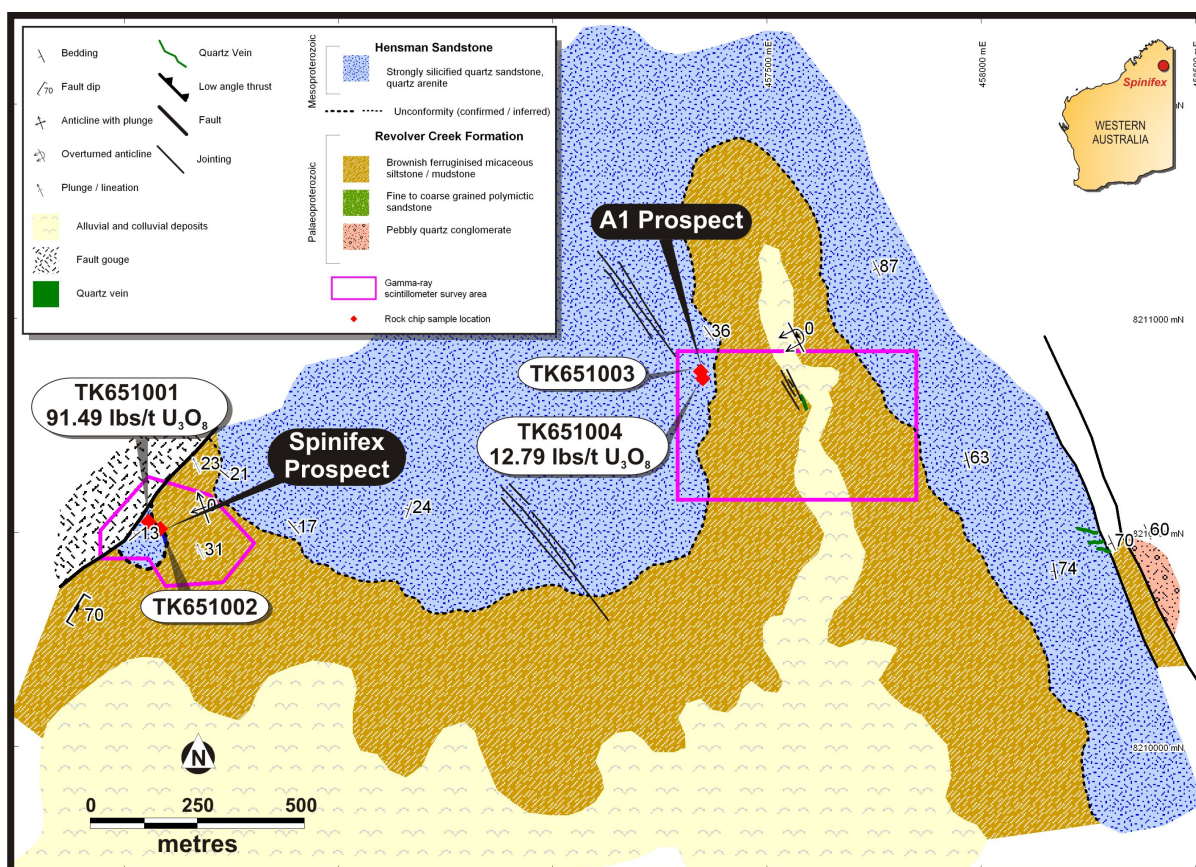 Bedding
Fault dip
70
Anticline with plunge
Overturned anticline
Plunge / lineation
Alluvial and colluvial deposits
Fault gouge
Quartz vein
Quartz Vein
Low angle thrust
Fault
Jointing
Mesoproterozoic
Hensman Sandstone
Strongly silicified quartz sandstone,
quartz arenite
Unconformity (confirmed / inferred)
Palaeoproterozoic
Revolver Creek Formation
Brownish ferruginised micaceous
siltstone / mudstone
Fine to coarse grained polymictic
sandstone
Pebbly quartz conglomerate
Gamma-ray
scintillometer survey area
Rock chip sample location
457500 mE
458000 mE
Spinifex
WESTERN
AUSTRALIA
A1 Prospect
87
36
0
8211000 mN
TK651003
TK651004
12.79 lbs/t U₃O₈
TK651001
91.49 lbs/t U₃O₈
Spinifex
Prospect
23
21
0
13
31
17
24
63
74
70
60
TK651002
70
8210000 mN
N
0 250 500
metres